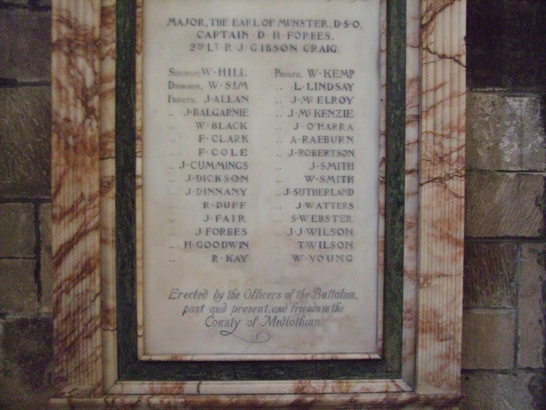 MAJOR, THE EARL OF MUNSTER, D·S·O,
CAPTAIN · D · H · FORBES.
2ND LT R · J · GIBSON CRAIG.
Sergeant W · HILL
Drummer, W · SIM
Private, J · ALLAN
„ J · BALGARNIE
„ W · BLACK
„ F · CLARK
„ F · COLE
„ J · CUMMINGS
„ J · DICKSON
„ J · DINNANY
„ R · DUFF
„ J · FAIR
„ J · FORBES
„ H · GOODWIN
„ R · KAY
Private, W · KEMP
„ L · LINDSAY
„ J · McELROY
„ J · McKENZIE
„ J · O'HARRA
„ A · RAEBURN
„ J · ROBERTSON
„ J · SMITH
„ W · SMITH
„ J · SUTHERLAND
„ J · WATTERS
„ S · WEBSTER
„ J · J · WILSON
„ T · WILSON
„ W · YOUNG
Erected by the Officers of the Battalion,
past and present, and friends in the
County of Midlothian.